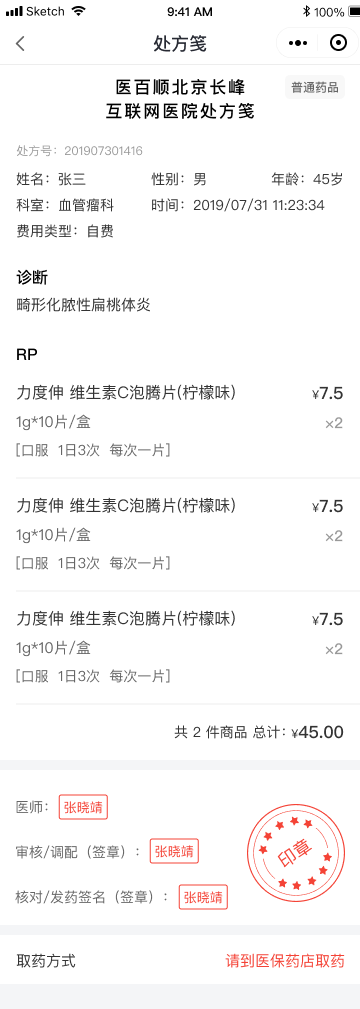 Sketch 9:41 AM 100%
处方笺
医百顺北京长峰
互联网医院处方笺
普通药品
处方号：201907301416
姓名：张三 性别：男 年龄：45岁
科室：血管瘤科 时间：2019/07/31 11:23:34
费用类型：自费
诊断
畸形化脓性扁桃体炎
RP
力度伸 维生素C泡腾片(柠檬味) ¥7.5
1g*10片/盒 ×2
[口服 1日3次 每次一片]
力度伸 维生素C泡腾片(柠檬味) ¥7.5
1g*10片/盒 ×2
[口服 1日3次 每次一片]
力度伸 维生素C泡腾片(柠檬味) ¥7.5
1g*10片/盒 ×2
[口服 1日3次 每次一片]
共 2 件商品 总计：¥45.00
医师：张晓靖
审核/调配（签章）：张晓靖
核对/发药签名（签章）：张晓靖
印章
取药方式 请到医保药店取药